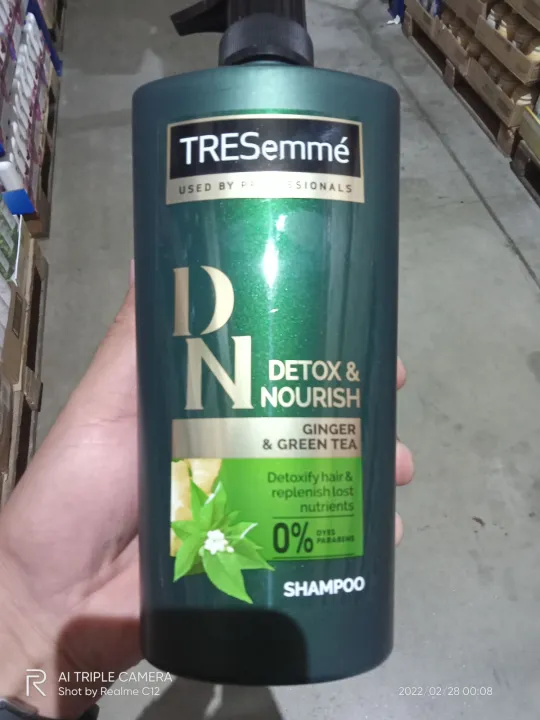 TRESemmé
USED BY PROFESSIONALS
DN
DETOX &
NOURISH
GINGER
& GREEN TEA
Detoxify hair &
replenish lost
nutrients
0% DYES
PARABENS
SHAMPOO
R AI TRIPLE CAMERA
Shot by Realme C12
2022/02/28 00:08